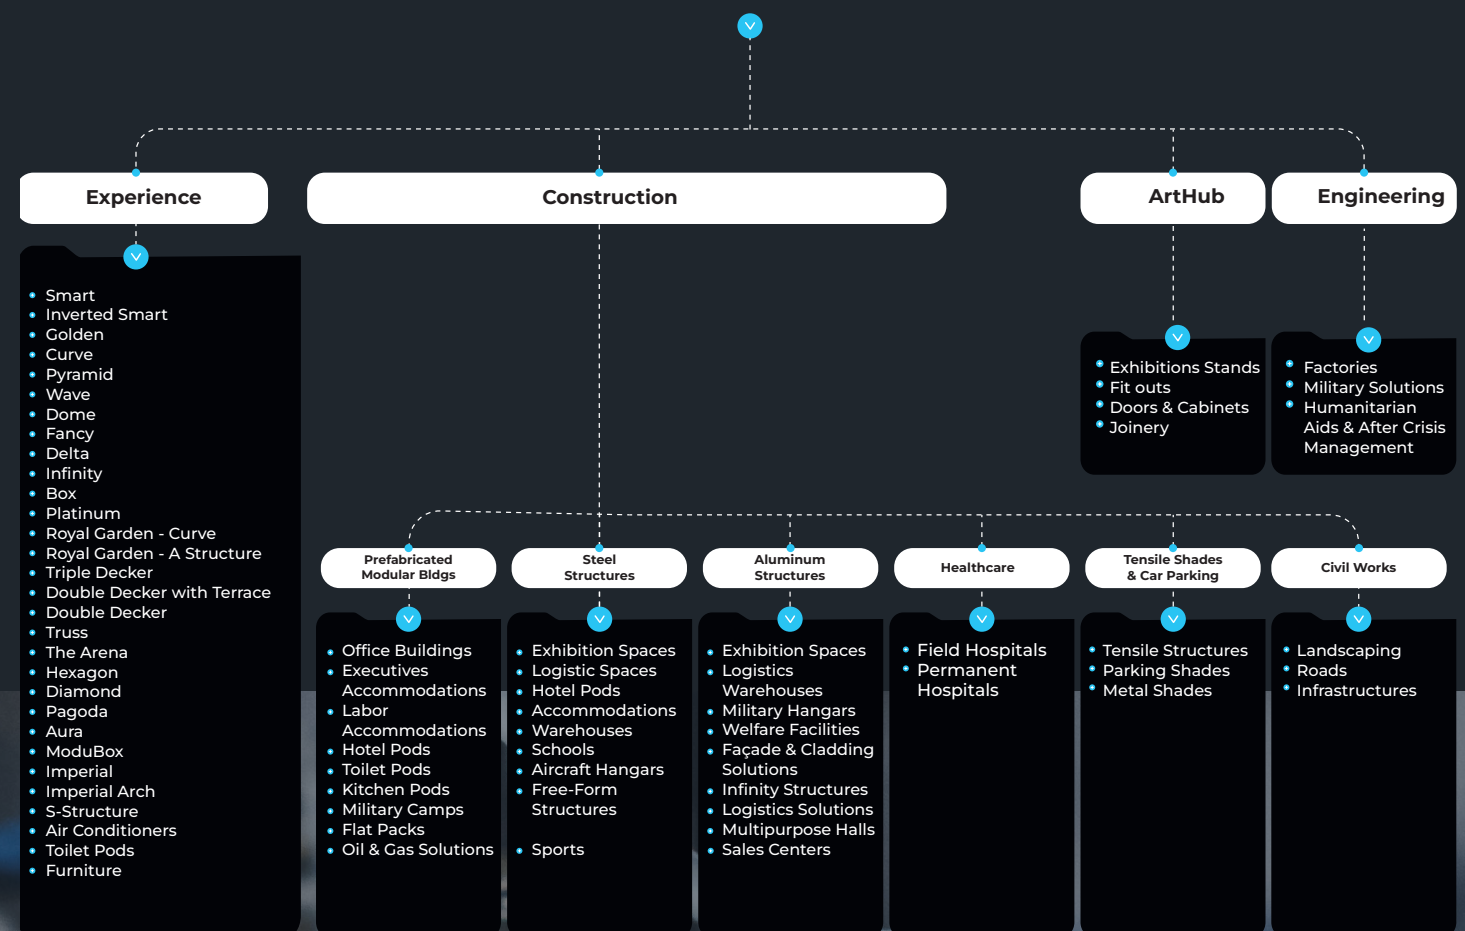 Experience
Construction
ArtHub
Engineering
Smart
Inverted Smart
Golden
Curve
Pyramid
Wave
Dome
Fancy
Delta
Infinity
Box
Platinum
Royal Garden - Curve
Royal Garden - A Structure
Triple Decker
Double Decker with Terrace
Double Decker
Truss
The Arena
Hexagon
Diamond
Pagoda
Aura
ModuBox
Imperial
Imperial Arch
S-Structure
Air Conditioners
Toilet Pods
Furniture
Exhibitions Stands
Fit outs
Doors & Cabinets
Joinery
Factories
Military Solutions
Humanitarian
Aids & After Crisis
Management
Prefabricated
Modular Bldgs
Office Buildings
Executives
Accommodations
Labor
Accommodations
Hotel Pods
Toilet Pods
Kitchen Pods
Military Camps
Flat Packs
Oil & Gas Solutions
Steel
Structures
Exhibition Spaces
Logistic Spaces
Hotel Pods
Accommodations
Warehouses
Schools
Aircraft Hangars
Free-Form
Structures
Sports
Aluminum
Structures
Exhibition Spaces
Logistics
Warehouses
Military Hangars
Welfare Facilities
Façade & Cladding
Solutions
Infinity Structures
Logistics Solutions
Multipurpose Halls
Sales Centers
Healthcare
Field Hospitals
Permanent
Hospitals
Tensile Shades
& Car Parking
Tensile Structures
Parking Shades
Metal Shades
Civil Works
Landscaping
Roads
Infrastructures